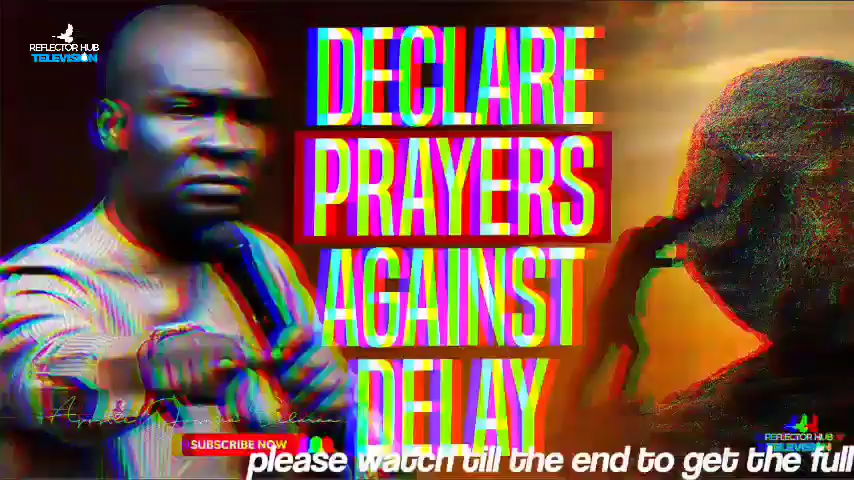 REFLECTOR HUB
TELEVISION
DECLARE
PRAYERS
AGAINST
DELAY
SUBSCRIBE NOW
REFLECTOR HUB
TELEVISION
please watch till the end to get the full